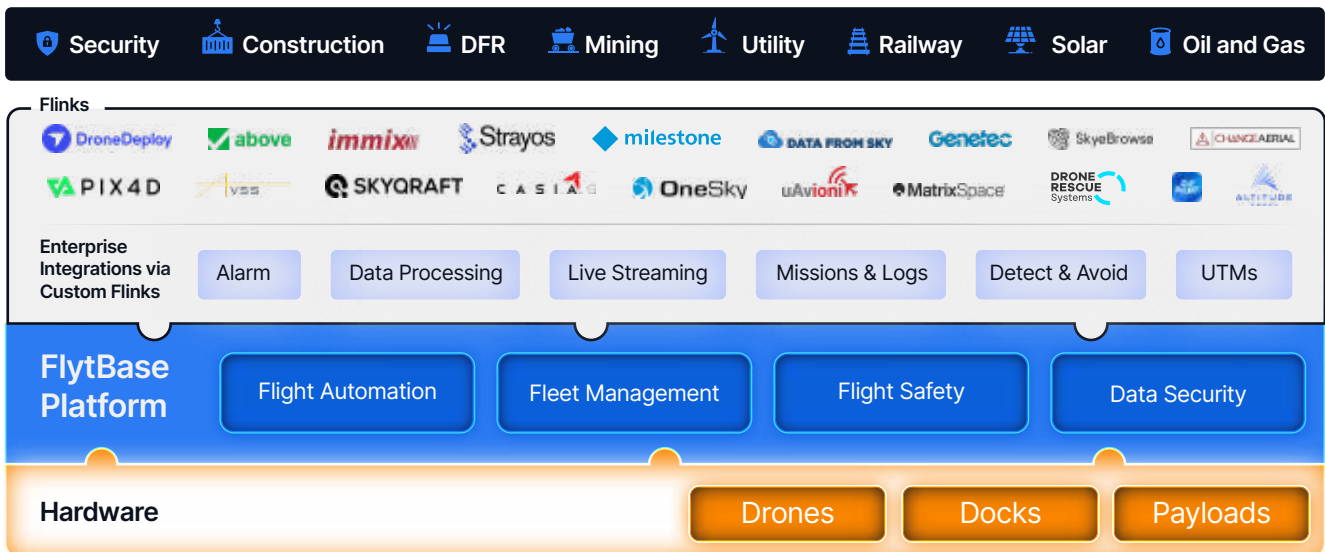 Security Construction DFR Mining Utility Railway Solar Oil and Gas
Flinks
DroneDeploy above immix Strayos milestone DATA FROM SKY Genetec SkyeBrowse CHANGEAERIAL
PIX4D VSS SKYQRAFT CASIA G OneSky uAvionix MatrixSpace DRONE RESCUE Systems ALTITUDE
Enterprise
Integrations via
Custom Flinks
Alarm Data Processing Live Streaming Missions & Logs Detect & Avoid UTMs
FlytBase
Platform
Flight Automation Fleet Management Flight Safety Data Security
Hardware
Drones Docks Payloads